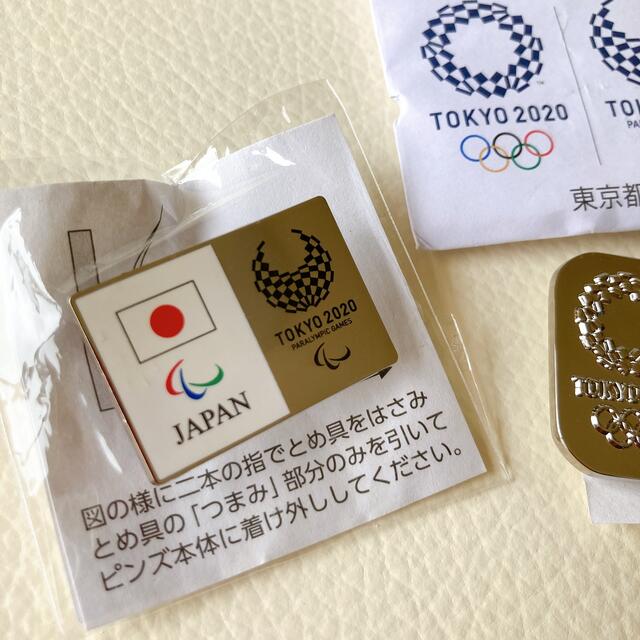 TOKYO 2020
PARALYMPIC
東京都
TOKYO 2020
PARALYMPIC GAMES
JAPAN
図の様に二本の指でとめ具をはさみ
とめ具の「つまみ」部分のみを引いて
ピンズ本体に着け外ししてください。